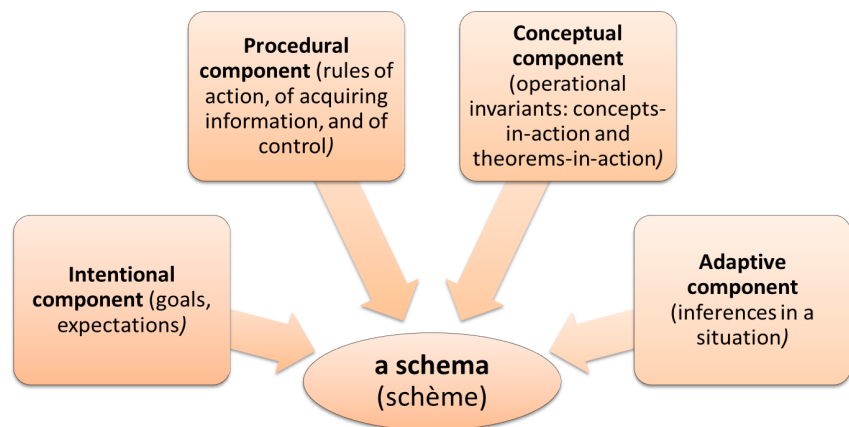 Procedural
component (rules of
action, of acquiring
information, and of
control)
Conceptual
component
(operational
invariants: concepts-
in-action and
theorems-in-action)
Intentional
component (goals,
expectations)
Adaptive
component
(inferences in a
situation)
a schema
(schème)